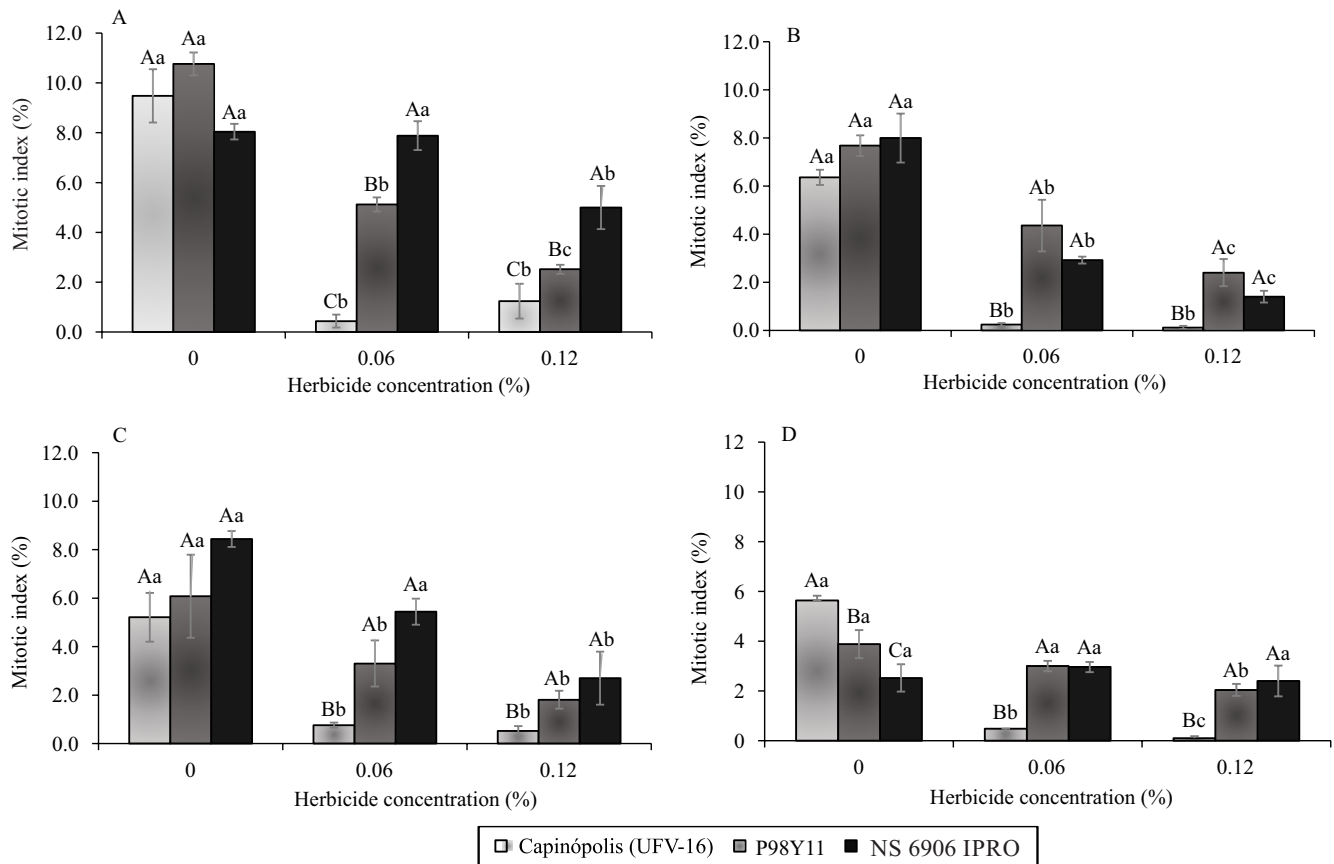 A
12.0
10.0
8.0
6.0
4.0
2.0
0.0
Mitotic index (%)
Aa
Aa
Aa
Cb
Bb
Aa
Cb
Bc
Ab
0
0.06
0.12
Herbicide concentration (%)
B
12.0
10.0
8.0
6.0
4.0
2.0
0.0
Mitotic index (%)
Aa
Aa
Aa
Bb
Ab
Ab
Bb
Ac
Ac
0
0.06
0.12
Herbicide concentration (%)
C
12.0
10.0
8.0
6.0
4.0
2.0
0.0
Mitotic index (%)
Aa
Aa
Aa
Bb
Ab
Aa
Bb
Ab
Ab
0
0.06
0.12
Herbicide concentration (%)
D
12
10
8
6
4
2
0
Mitotic index (%)
Aa
Ba
Ca
Bb
Aa
Aa
Bc
Ab
Aa
0
0.06
0.12
Herbicide concentration (%)
Capinópolis (UFV-16) P98Y11 NS 6906 IPRO